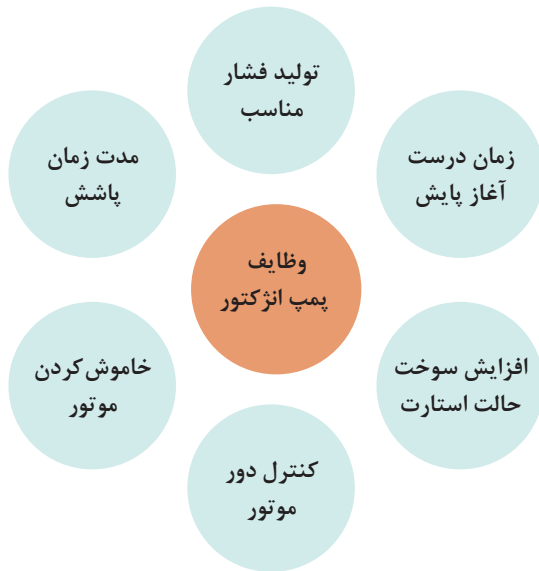 تولید فشار
مناسب
زمان درست
آغاز پایش
مدت زمان
پاشش
وظایف
پمپ انژکتور
افزایش سوخت
حالت استارت
خاموش کردن
موتور
کنترل دور
موتور